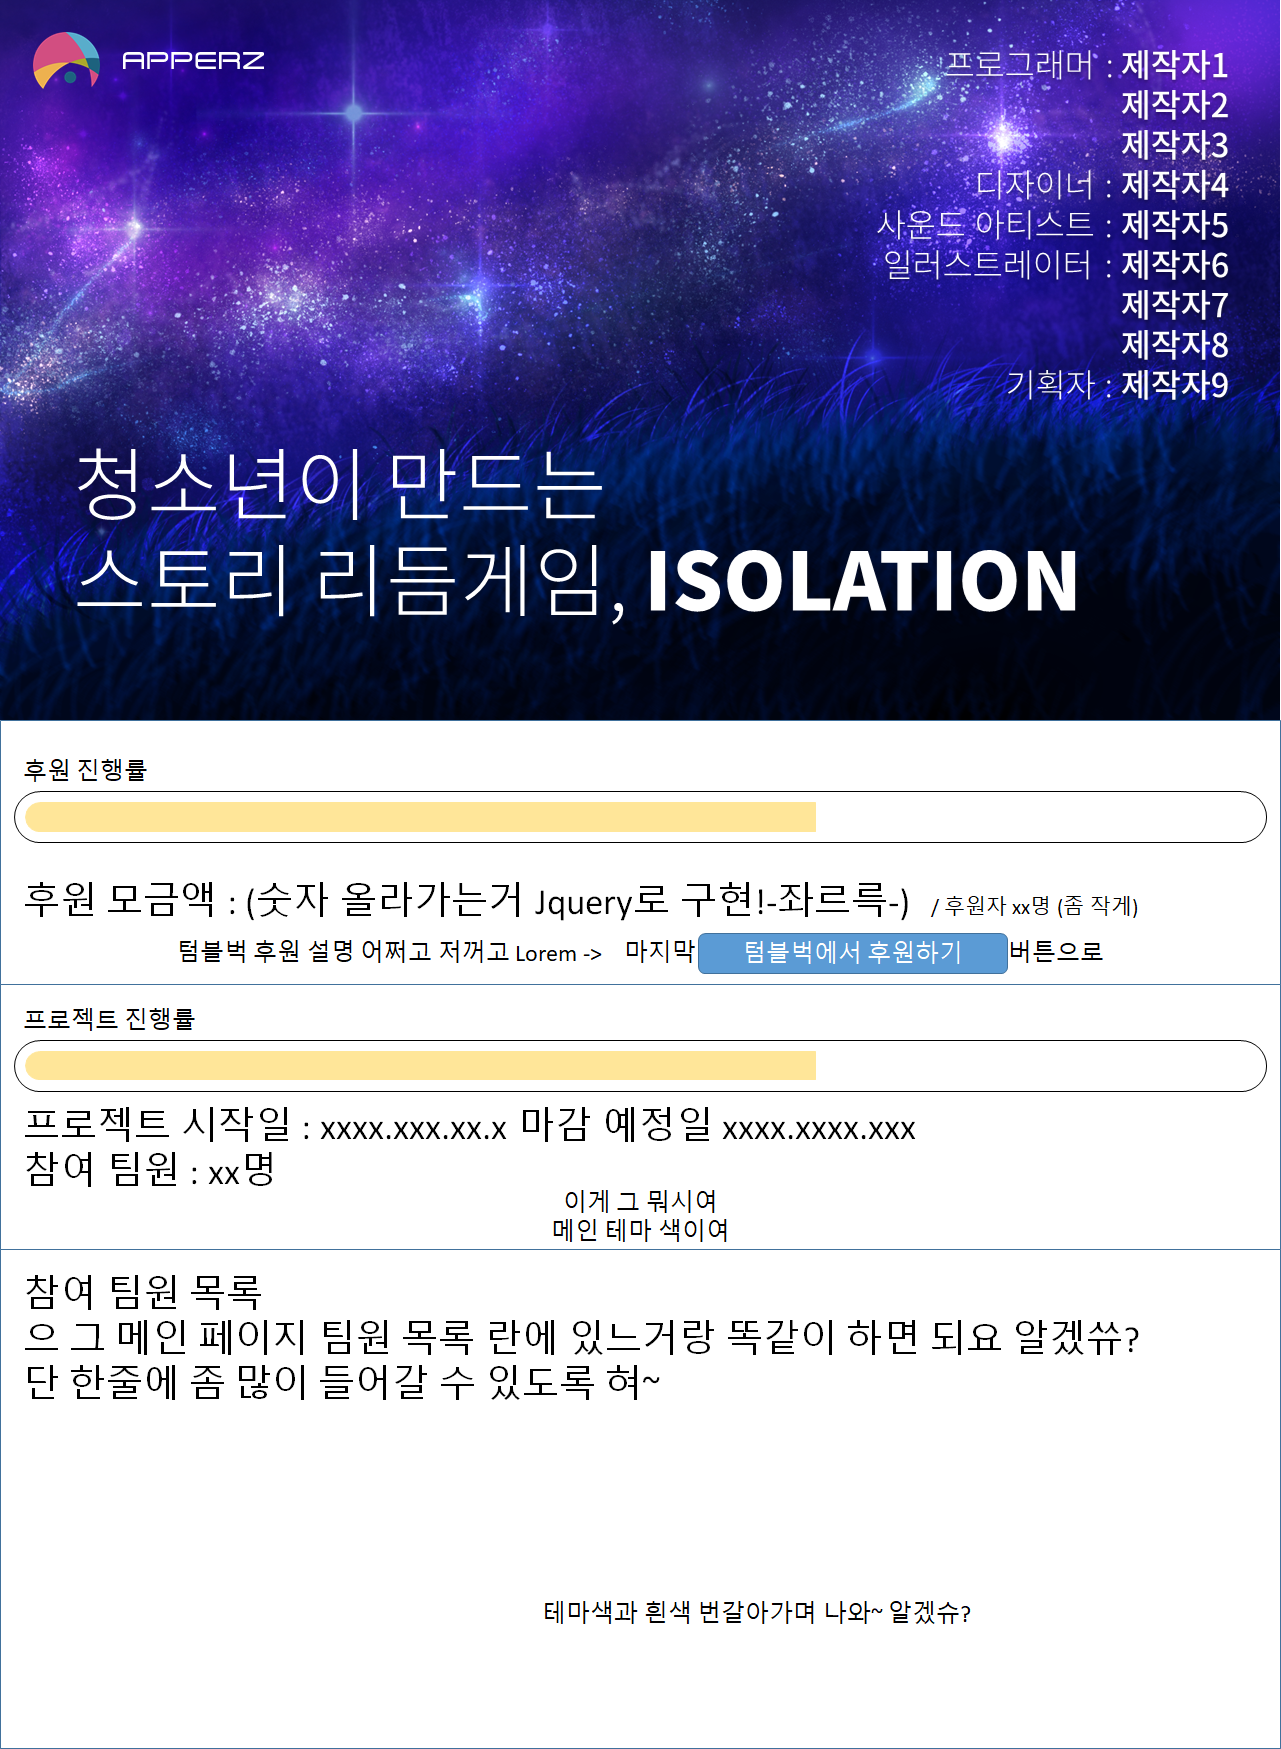 APPERZ
프로그래머 : 제작자1
제작자2
제작자3
디자이너 : 제작자4
사운드 아티스트 : 제작자5
일러스트레이터 : 제작자6
제작자7
제작자8
기획자 : 제작자9
청소년이 만드는
스토리 리듬게임, ISOLATION
후원 진행률
후원 모금액 : (숫자 올라가는거 Jquery로 구현!-좌르륵-) / 후원자 xx명 (좀 작게)
텀블벅 후원 설명 어쩌고 저꺼고 Lorem -> 마지막 텀블벅에서 후원하기 버튼으로
프로젝트 진행률
프로젝트 시작일 : xxxx.xxx.xx.x 마감 예정일 xxxx.xxxx.xxx
참여 팀원 : xx명
이게 그 뭐시여
메인 테마 색이여
참여 팀원 목록
으 그 메인 페이지 팀원 목록 란에 있느거랑 똑같이 하면 되요 알겠쓔?
단 한줄에 좀 많이 들어갈 수 있도록 혀~
테마색과 흰색 번갈아가며 나와~ 알겠슈?